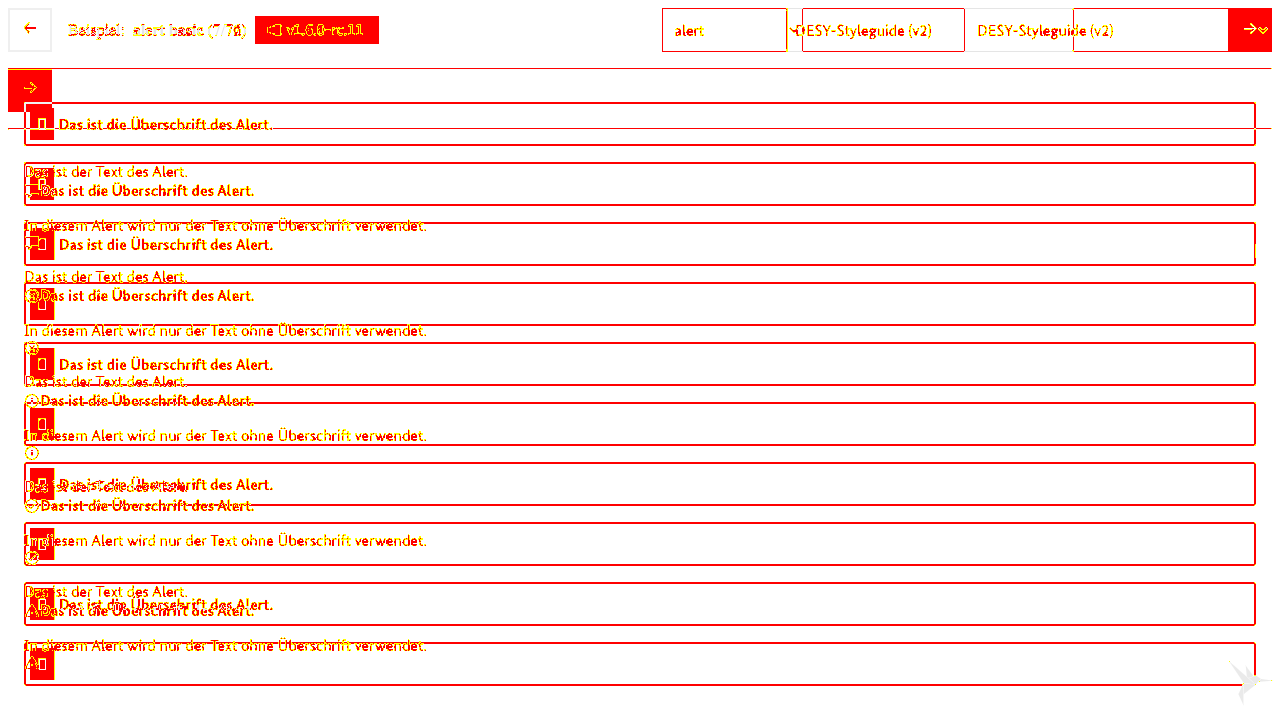 Beispiel: alert basin (7/7d) v1.6.0-rc.11 alert DESY-Styleguide (v2) DESY-Styleguide (v2)
Das ist die Überschrift des Alert.
Das ist der Text des Alert.
Das ist die Überschrift des Alert.
In diesem Alert wird nur der Text ohne Überschrift verwendet.
Das ist die Überschrift des Alert.
Das ist der Text des Alert.
Das ist die Überschrift des Alert.
In diesem Alert wird nur der Text ohne Überschrift verwendet.
Das ist die Überschrift des Alert.
Das ist der Text des Alert.
Das ist die Überschrift des Alert.
In diesem Alert wird nur der Text ohne Überschrift verwendet.
Das ist die Überschrift des Alert.
Das ist der Text des Alert.
Das ist die Überschrift des Alert.
In diesem Alert wird nur der Text ohne Überschrift verwendet.
Das ist der Text des Alert.
Das ist die Überschrift des Alert.
Das ist die Überschrift des Alert.
In diesem Alert wird nur der Text ohne Überschrift verwendet.